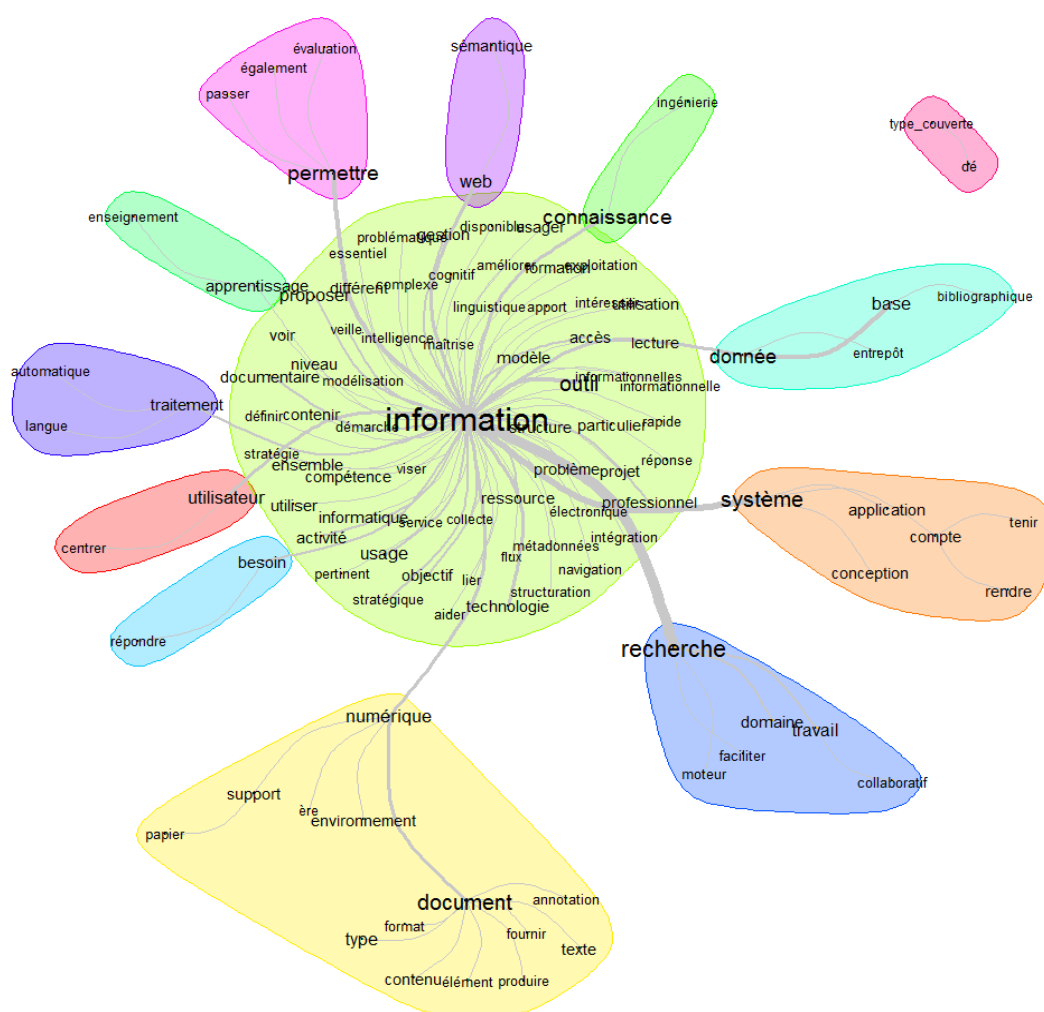 évaluation
sémantique
également
passer
ingénierie
type_couverte
dé
permettre
web
enseignement
connaissance
disponible
usager
problématique
gestion
essentiel
cognitif
améliorer
formation
exploitation
apprentissage
proposer
différent
complexe
bibliographique
base
linguistique
apport
intéresser
utilisation
voir
veille
intelligence
maîtrise
accès
lecture
entrepôt
donnée
modèle
niveau
automatique
documentaire
modélisation
informationnelles
outil
informationnelle
traitement
définir
contenir
information
langue
démarche
structure
particulier
rapide
stratégie
ensemble
compétence
viser
problème
projet
réponse
utilisateur
utiliser
ressource
professionnel
système
application
tenir
informatique
service
collecte
électronique
activité
intégration
compte
centrer
usage
flux
métadonnées
besoin
pertinent
objectif
lier
navigation
conception
stratégique
structuration
rendre
aider
technologie
répondre
recherche
numérique
domaine
travail
faciliter
moteur
collaboratif
support
ère
environnement
papier
document
annotation
format
type
fournir
texte
contenu
élément
produire